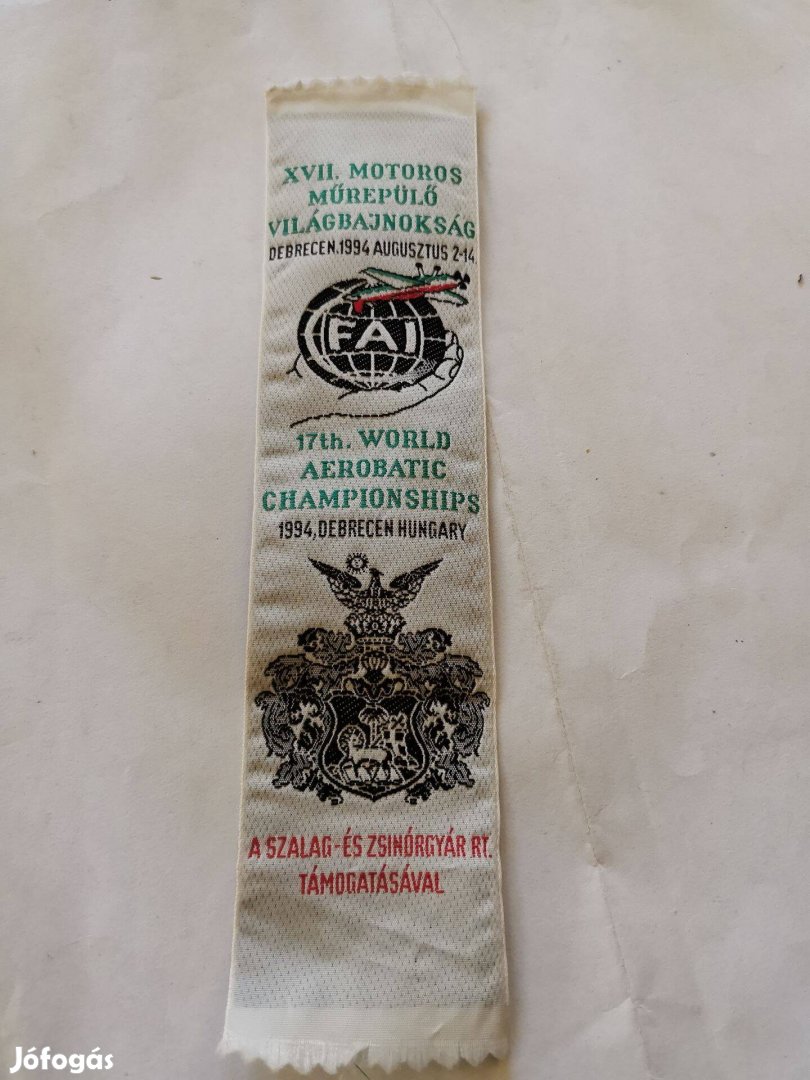 XVII. MOTOROS
MŰREPÜLŐ
VILÁGBAJNOKSÁG
DEBRECEN.1994 AUGUSZTUS 2-14.
FAI
17th. WORLD
AEROBATIC
CHAMPIONSHIPS
1994, DEBRECEN HUNGARY
A SZALAG-ÉS ZSINÓRGYÁR RT.
TÁMOGATÁSÁVAL
Jófogás